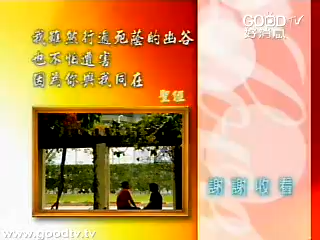 GOOD TV
好消息
我雖然行過死蔭的幽谷
也不怕遭害
因為你與我同在
聖經
謝謝收看
www.goodtv.tv